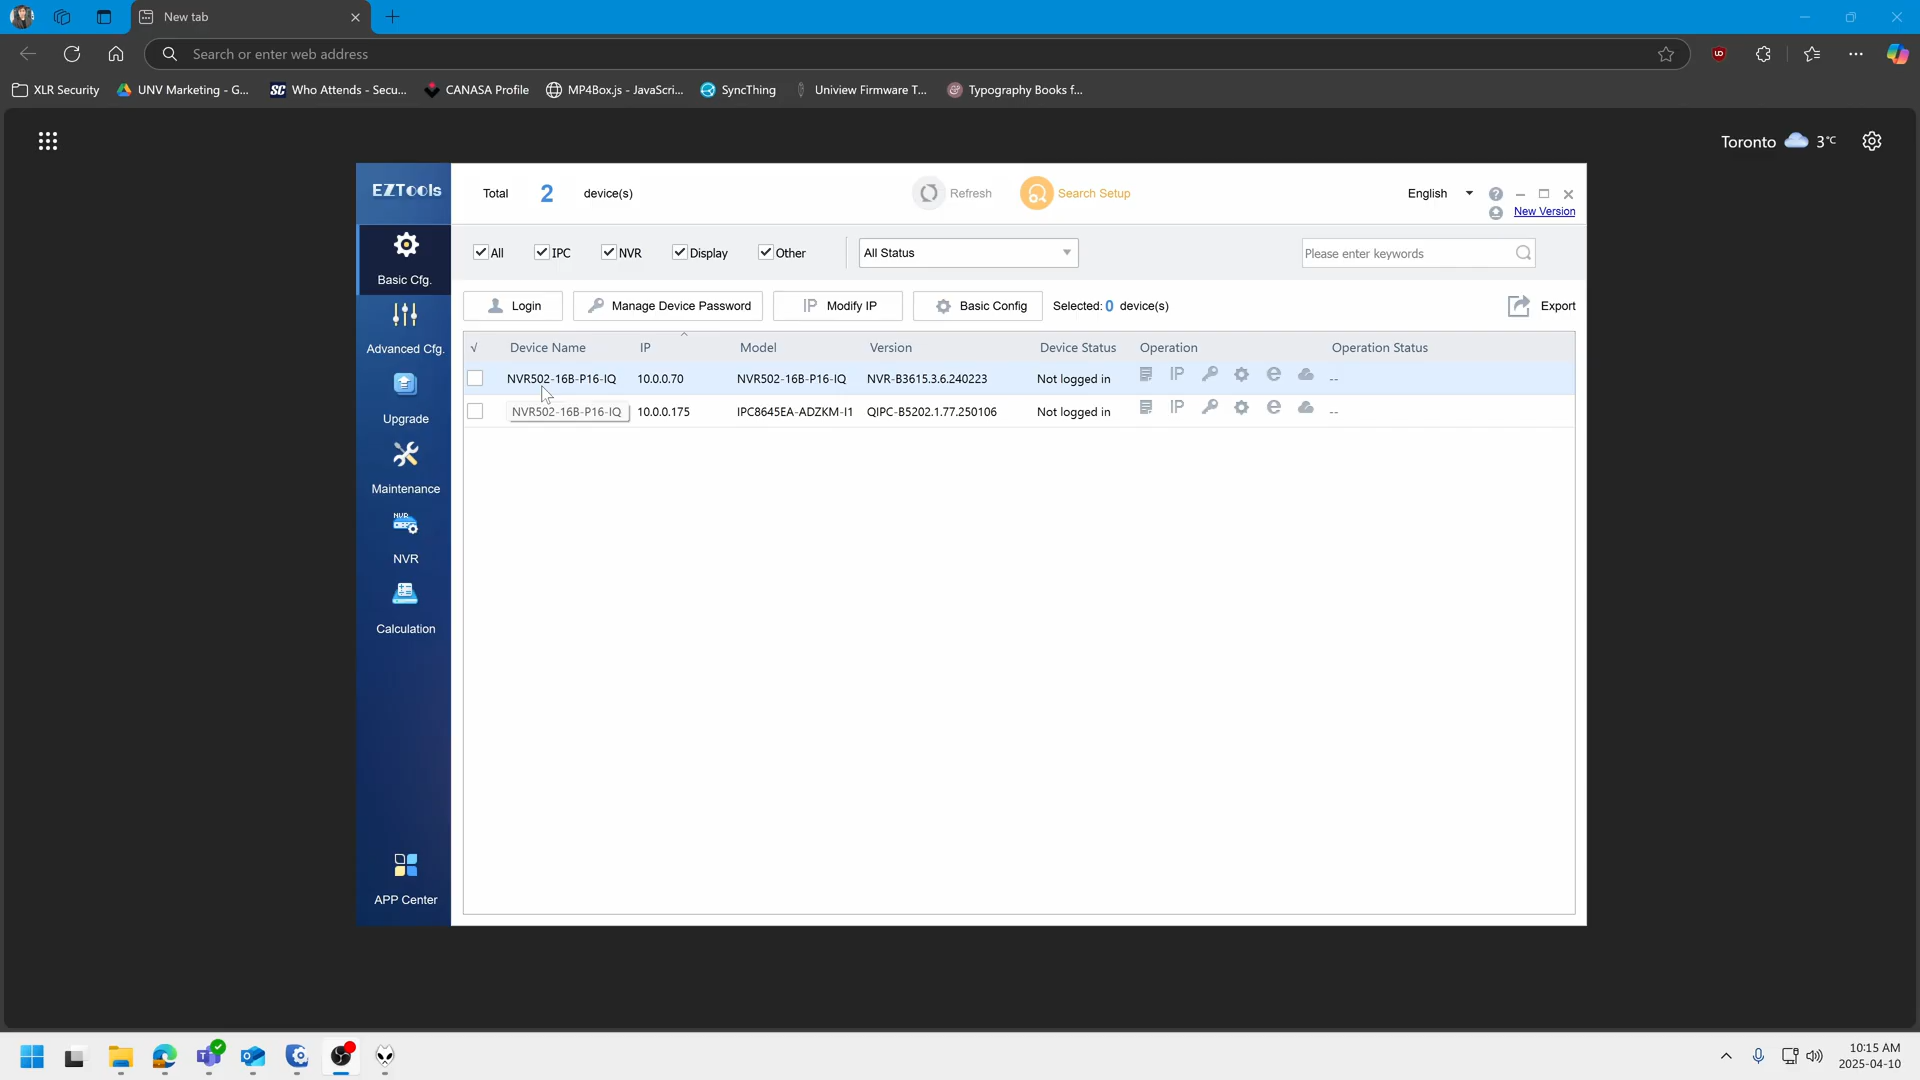 New tab
Search or enter web address
XLR Security
UNV Marketing - G...
SC Who Attends - Secu...
CANASA Profile
MP4Box.js - JavaScri...
SyncThing
Uniview Firmware T...
Typography Books f...
Toronto 3°C
EZTools
Total 2 device(s)
Refresh
Search Setup
English
New Version
All IPC NVR Display Other
All Status
Please enter keywords
Basic Cfg.
Advanced Cfg.
Upgrade
Maintenance
NVR
NVR
Calculation
APP Center
Login
Manage Device Password
IP Modify IP
Basic Config
Selected: 0 device(s)
Export
√ Device Name IP Model Version Device Status Operation Operation Status
NVR502-16B-P16-IQ 10.0.0.70 NVR502-16B-P16-IQ NVR-B3615.3.6.240223 Not logged in IP --
NVR502-16B-P16-IQ 10.0.0.175 IPC8645EA-ADZKM-I1 QIPC-B5202.1.77.250106 Not logged in IP --
10:15 AM
2025-04-10